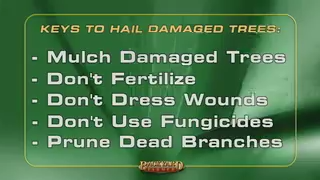 KEYS TO HAIL DAMAGED TREES:
- Mulch Damaged Trees
- Don't Fertilize
- Don't Dress Wounds
- Don't Use Fungicides
- Prune Dead Branches